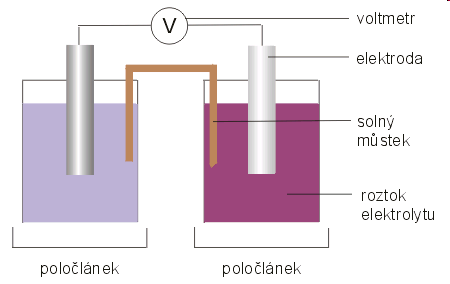 V
voltmetr
elektroda
solný
můstek
roztok
elektrolytu
poločlánek
poločlánek